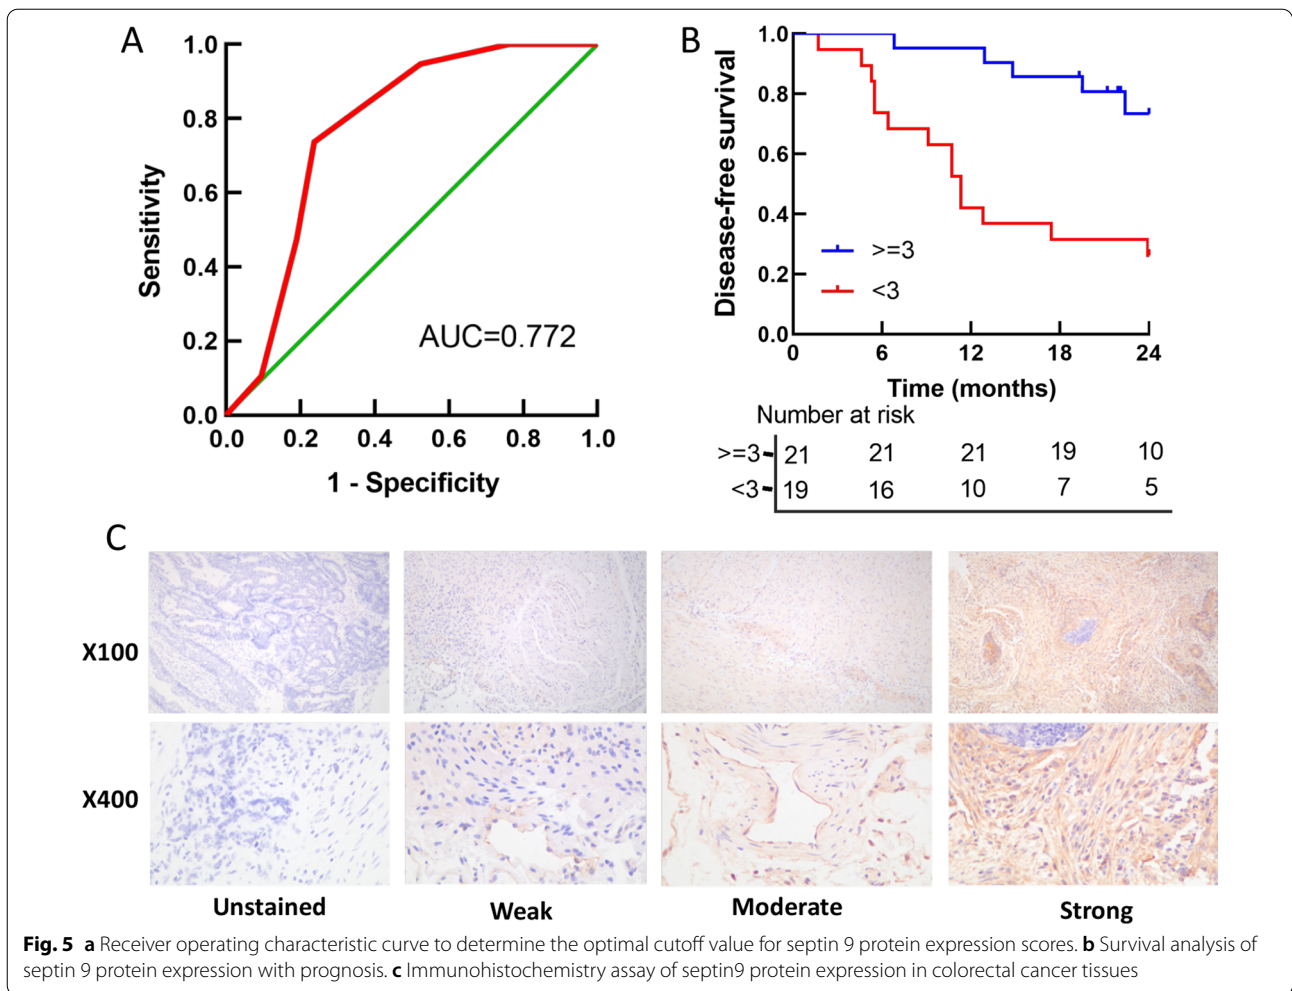 A
1.0
0.8
0.6
0.4
0.2
0.0
Sensitivity
AUC=0.772
0.0 0.2 0.4 0.6 0.8 1.0
1 - Specificity
B
1.0
0.8
0.6
0.4
0.2
0.0
Disease-free survival
>=3
<3
0 6 12 18 24
Time (months)
Number at risk
>=3 21 21 21 19 10
<3 19 16 10 7 5
C
X100
X400
Unstained Weak Moderate Strong
Fig. 5 a Receiver operating characteristic curve to determine the optimal cutoff value for septin 9 protein expression scores. b Survival analysis of
septin 9 protein expression with prognosis. c Immunohistochemistry assay of septin9 protein expression in colorectal cancer tissues